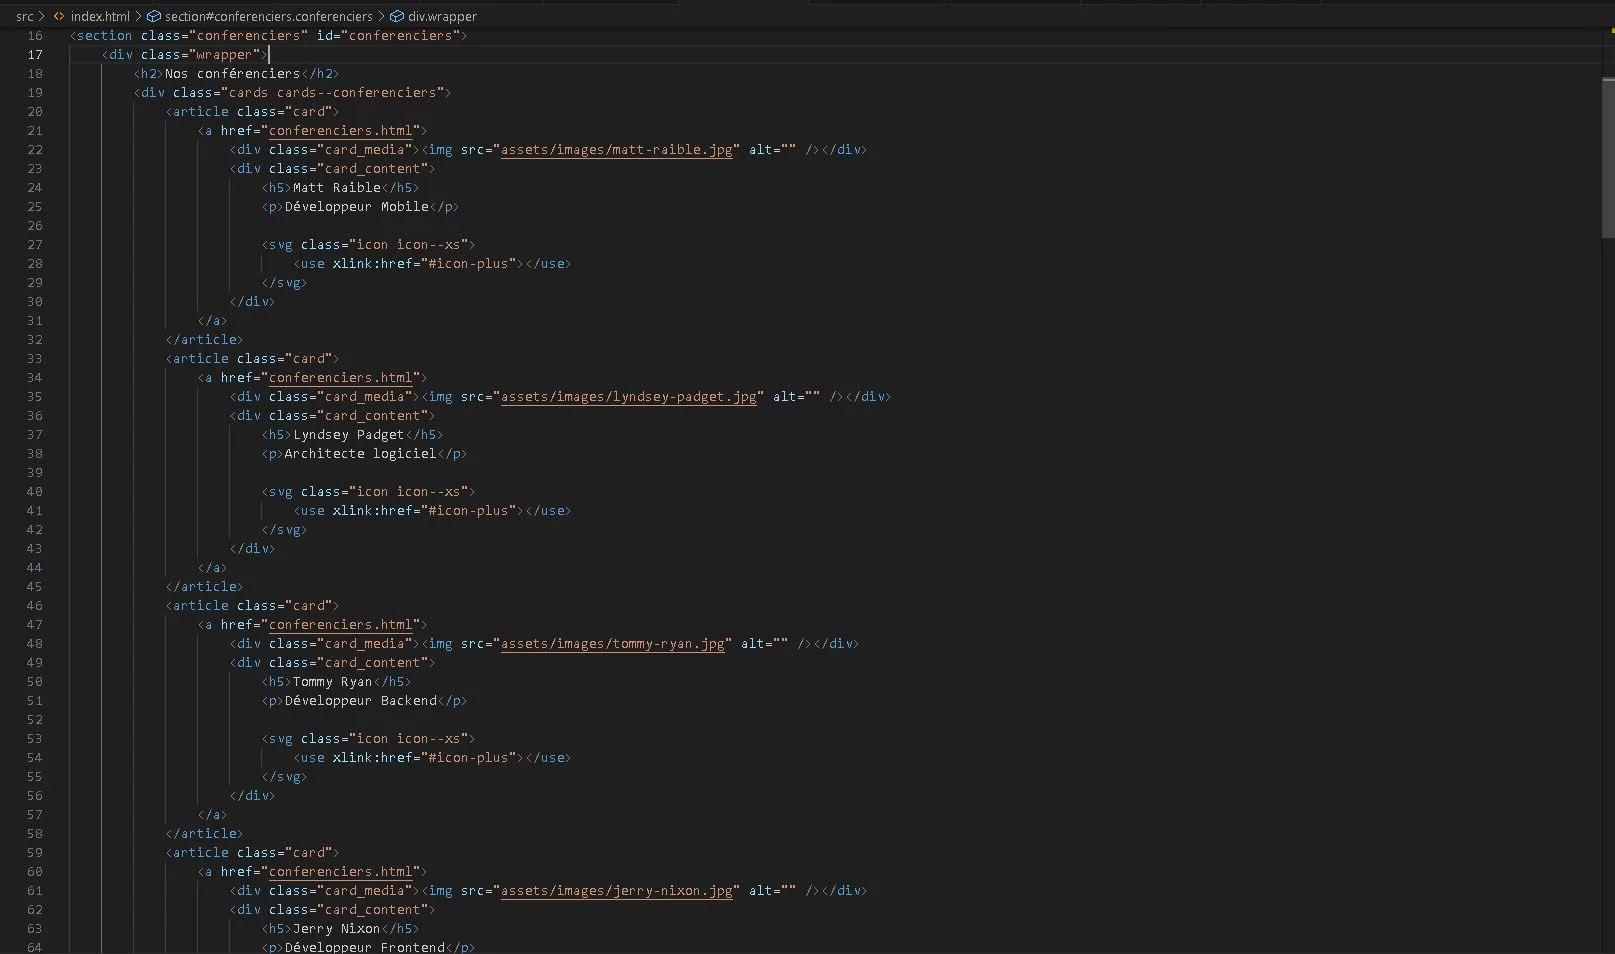 src > index.html > section#conferenciers.conferenciers > div.wrapper
16 <section class="conferenciers" id="conferenciers">
17 <div class="wrapper">
18 <h2>Nos conférenciers</h2>
19 <div class="cards cards--conferenciers">
20 <article class="card">
21 <a href="conferenciers.html">
22 <div class="card_media"><img src="assets/images/matt-raible.jpg" alt="" /></div>
23 <div class="card_content">
24 <h5>Matt Raible</h5>
25 <p>Développeur Mobile</p>
26
27 <svg class="icon icon--xs">
28 <use xlink:href="#icon-plus"></use>
29 </svg>
30 </div>
31 </a>
32 </article>
33 <article class="card">
34 <a href="conferenciers.html">
35 <div class="card_media"><img src="assets/images/lyndsey-padget.jpg" alt="" /></div>
36 <div class="card_content">
37 <h5>Lyndsey Padget</h5>
38 <p>Architecte logiciel</p>
39
40 <svg class="icon icon--xs">
41 <use xlink:href="#icon-plus"></use>
42 </svg>
43 </div>
44 </a>
45 </article>
46 <article class="card">
47 <a href="conferenciers.html">
48 <div class="card_media"><img src="assets/images/tommy-ryan.jpg" alt="" /></div>
49 <div class="card_content">
50 <h5>Tommy Ryan</h5>
51 <p>Développeur Backend</p>
52
53 <svg class="icon icon--xs">
54 <use xlink:href="#icon-plus"></use>
55 </svg>
56 </div>
57 </a>
58 </article>
59 <article class="card">
60 <a href="conferenciers.html">
61 <div class="card_media"><img src="assets/images/jerry-nixon.jpg" alt="" /></div>
62 <div class="card_content">
63 <h5>Jerry Nixon</h5>
64 <p>Développeur Frontend</p>